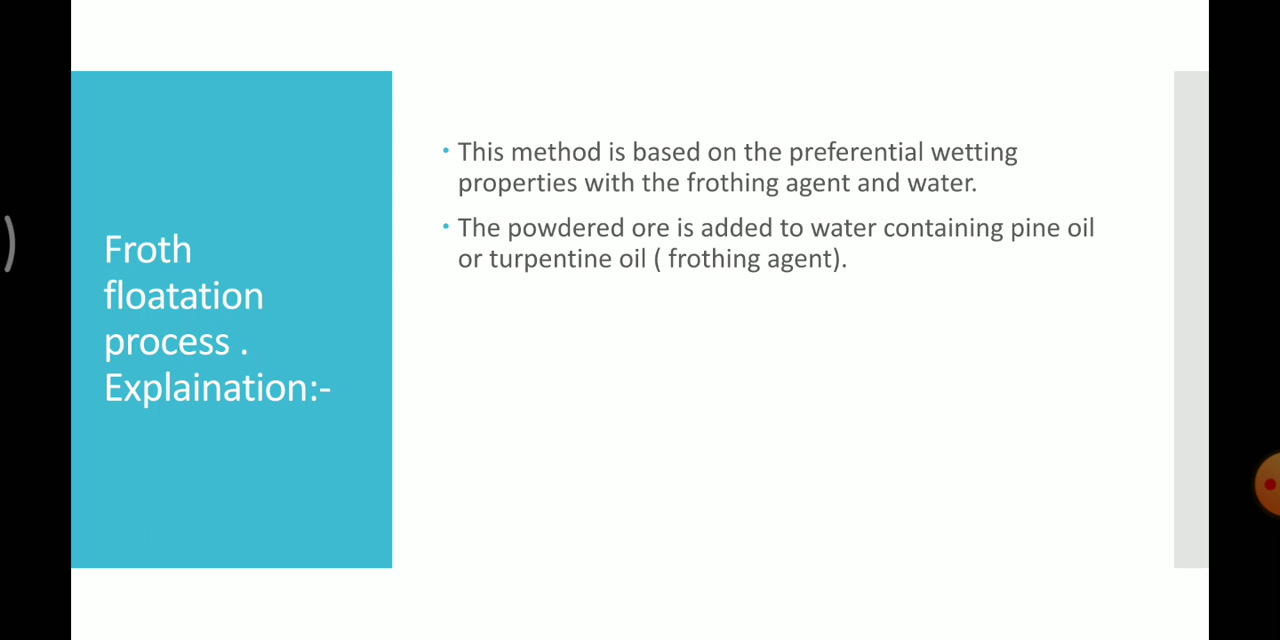 Froth
floatation
process .
Explaination:-
• This method is based on the preferential wetting
properties with the frothing agent and water.
• The powdered ore is added to water containing pine oil
or turpentine oil ( frothing agent).